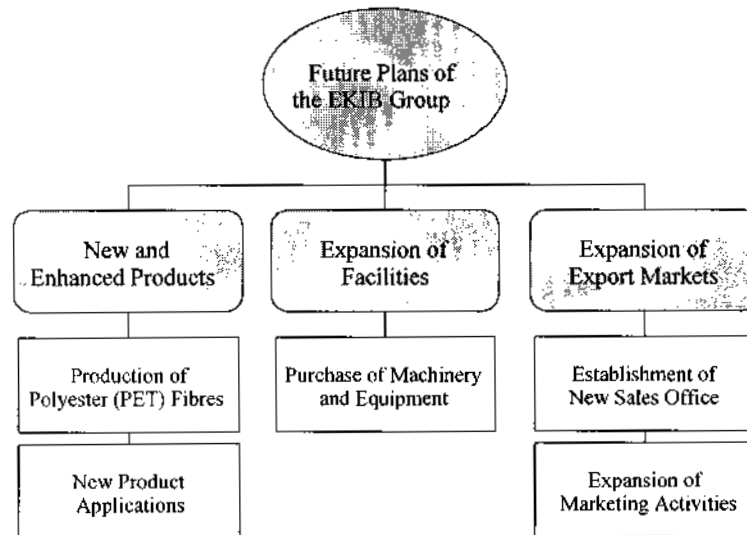 Future Plans of
the EKIB Group
New and
Enhanced Products
Expansion of
Facilities
Expansion of
Export Markets
Production of
Polyester (PET) Fibres
Purchase of Machinery
and Equipment
Establishment of
New Sales Office
New Product
Applications
Expansion of
Marketing Activities